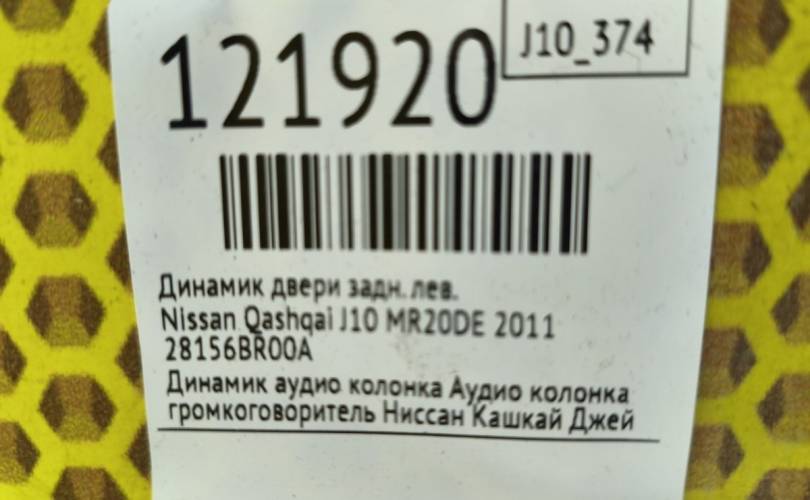 J10_374
121920
Динамик двери задн. лев.
Nissan Qashqai J10 MR20DE 2011
28156BR00A
Динамик аудио колонка Аудио колонка
громкоговоритель Ниссан Кашкай Джей